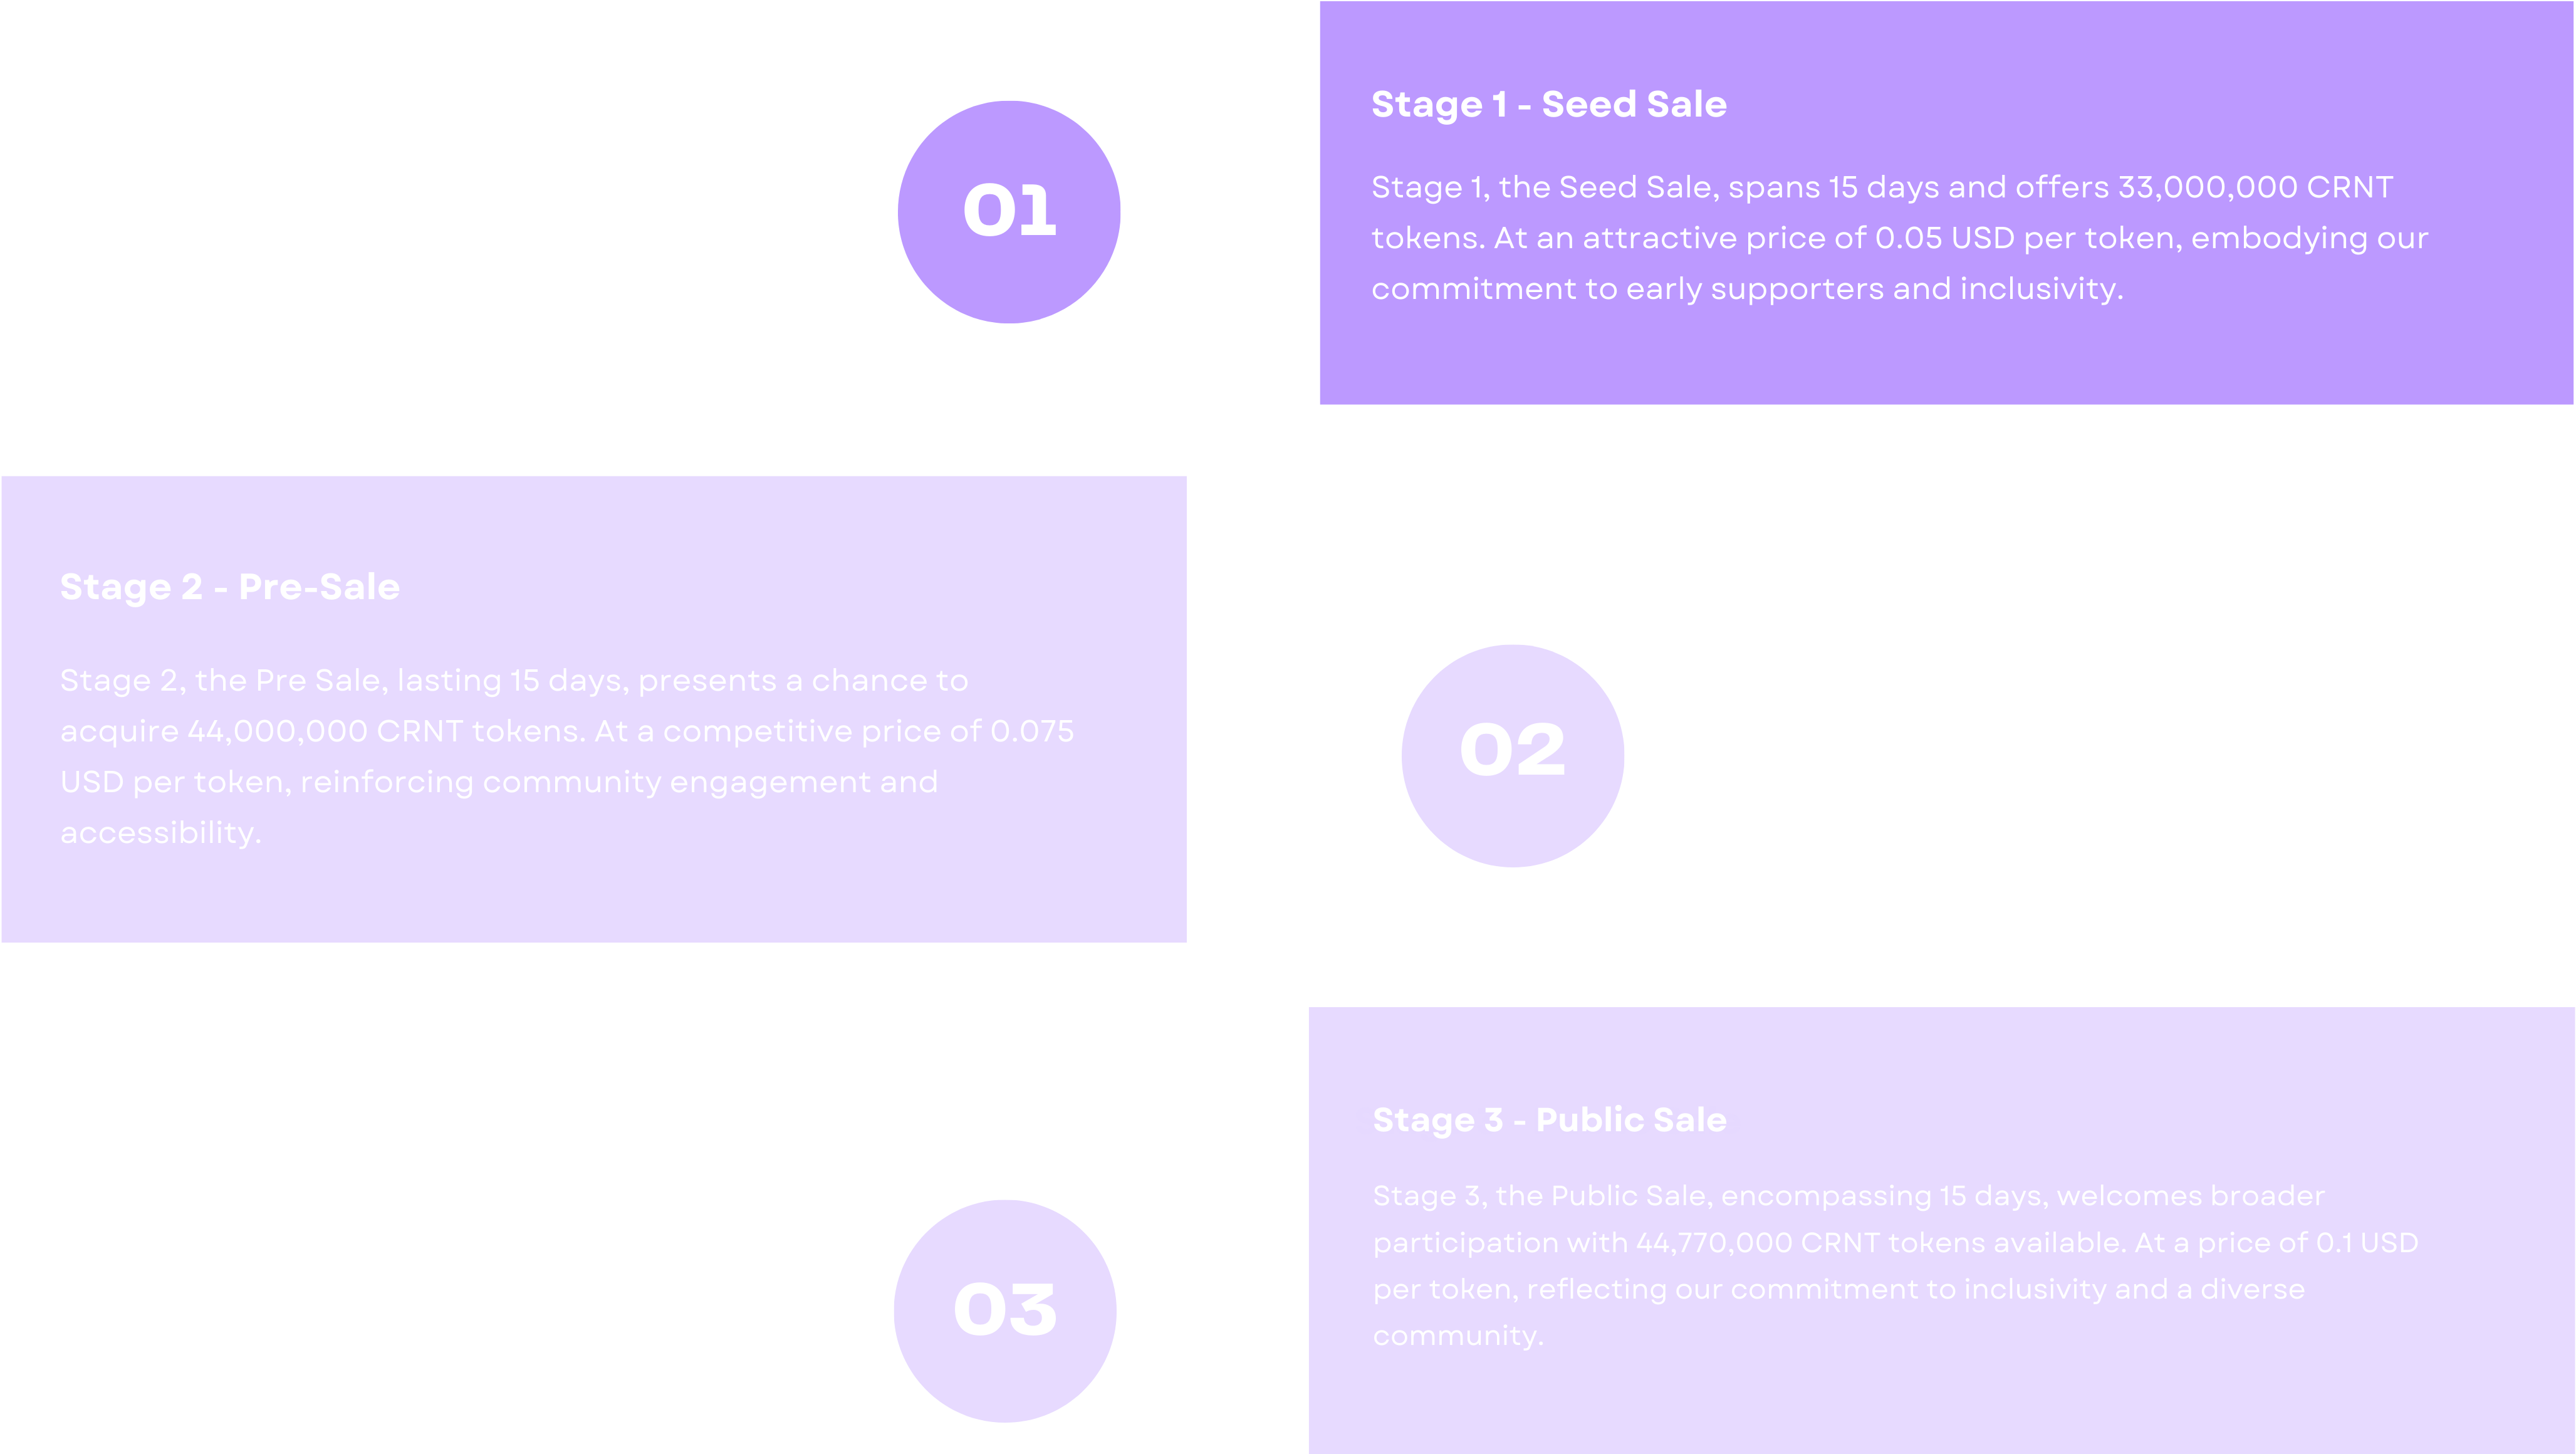 01
Stage 1 - Seed Sale
Stage 1, the Seed Sale, spans 15 days and offers 33,000,000 CRNT
tokens. At an attractive price of 0.05 USD per token, embodying our
commitment to early supporters and inclusivity.
Stage 2 - Pre-Sale
Stage 2, the Pre Sale, lasting 15 days, presents a chance to
acquire 44,000,000 CRNT tokens. At a competitive price of 0.075
USD per token, reinforcing community engagement and
accessibility.
02
03
Stage 3 - Public Sale
Stage 3, the Public Sale, encompassing 15 days, welcomes broader
participation with 44,770,000 CRNT tokens available. At a price of 0.1 USD
per token, reflecting our commitment to inclusivity and a diverse
community.